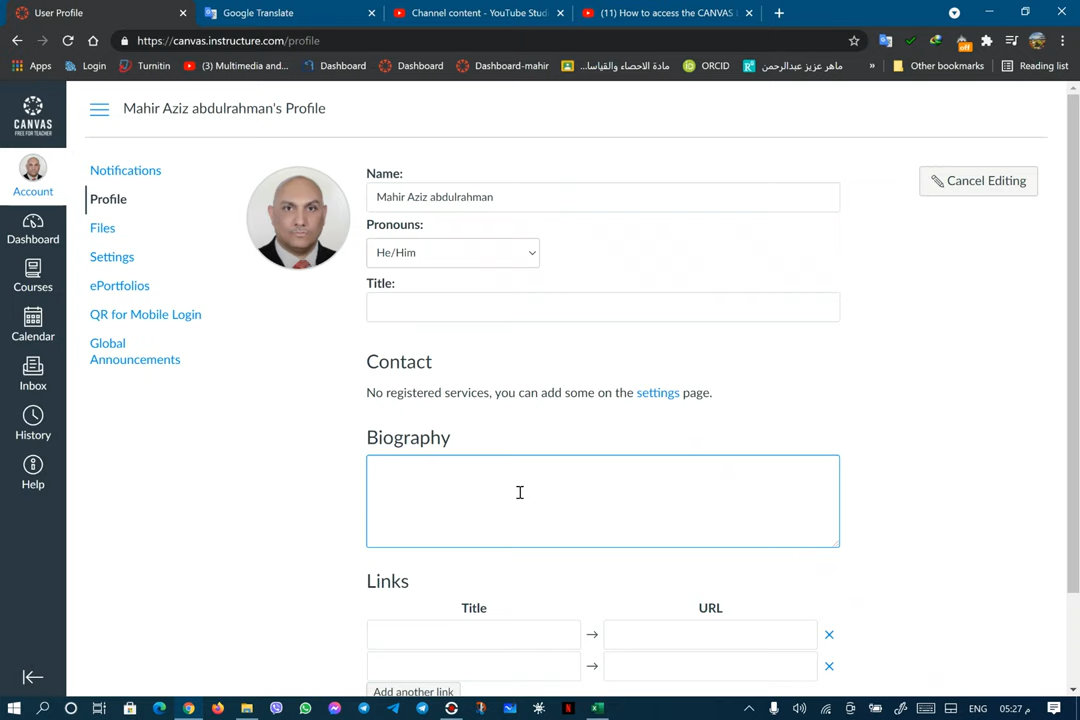 User Profile
Google Translate
Channel content - YouTube Stud
(11) How to access the CANVAS
https://canvas.instructure.com/profile
off
Apps
Login
Turnitin
(3) Multimedia and...
Dashboard
Dashboard
Dashboard-mahir
مادة الاحصاء والقياسا...
ORCID
ماهر عزيز عبدالرحمن
»
Other bookmarks
Reading list
CANVAS
FREE FOR TEACHER
Account
Dashboard
Courses
Calendar
Inbox
History
Help
Mahir Aziz abdulrahman's Profile
Notifications
Profile
Files
Settings
ePortfolios
QR for Mobile Login
Global
Announcements
Name:
Mahir Aziz abdulrahman
Pronouns:
He/Him
Title:
Cancel Editing
Contact
No registered services, you can add some on the settings page.
Biography
Links
Title
URL
Add another link
ENG
05:27 م